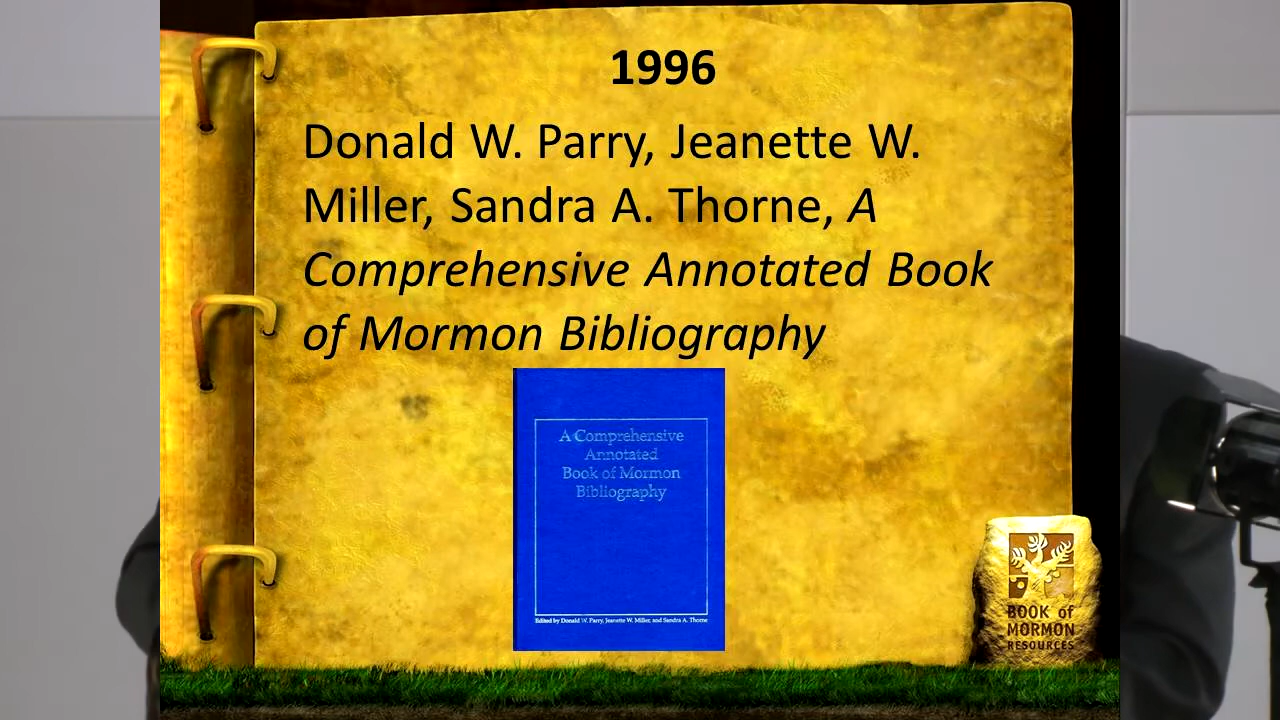 1996
Donald W. Parry, Jeanette W.
Miller, Sandra A. Thorne, A
Comprehensive Annotated Book
of Mormon Bibliography
A Comprehensive
Annotated
Book of Mormon
Bibliography
Edited by Donald W. Parry, Jeanette W. Miller, and Sandra A. Thorne
BOOK of
MORMON
RESOURCES